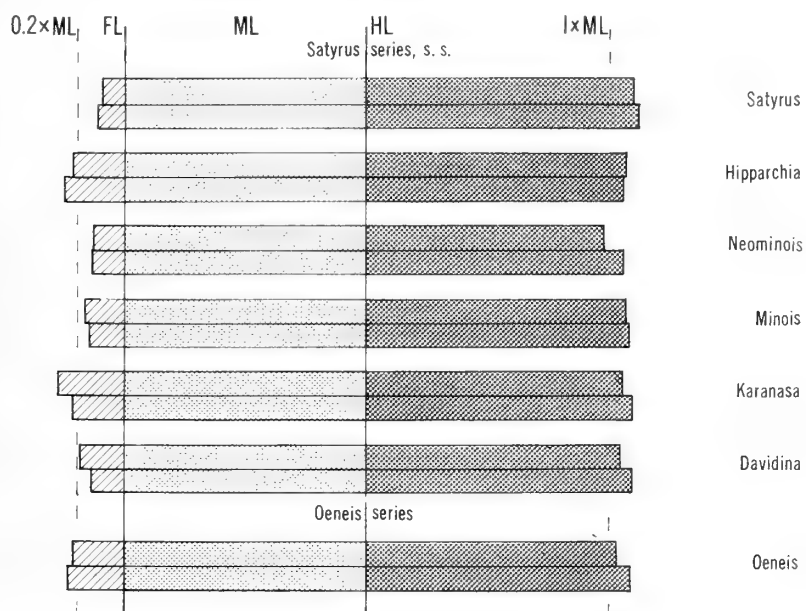 0.2×ML FL ML HL 1×ML
Satyrus series, s. s.
Satyrus
Hipparchia
Neominois
Minois
Karanasa
Davidina
Oeneis series
Oeneis